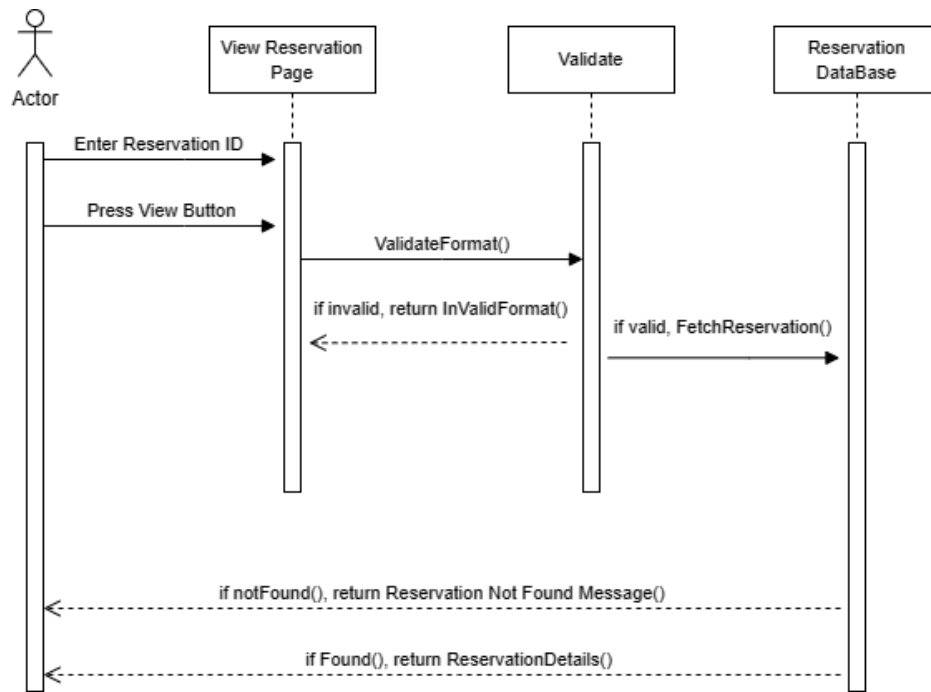 Actor
View Reservation
Page
Validate
Reservation
DataBase
Enter Reservation ID
Press View Button
ValidateFormat()
if invalid, return InValidFormat()
if valid, FetchReservation()
if notFound(), return Reservation Not Found Message()
if Found(), return ReservationDetails()